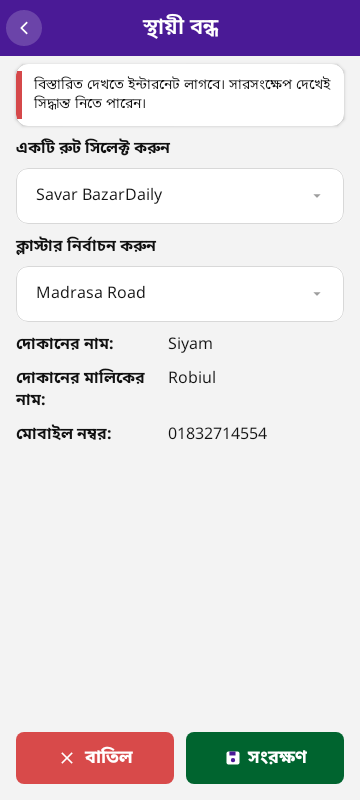 স্থায়ী বন্ধ
বিস্তারিত দেখতে ইন্টারনেট লাগবে। সারসংক্ষেপ দেখেই
সিদ্ধান্ত নিতে পারেন।
একটি রুট সিলেক্ট করুন
Savar BazarDaily
ক্লাস্টার নির্বাচন করুন
Madrasa Road
দোকানের নাম: Siyam
দোকানের মালিকের Robiul
নাম:
মোবাইল নম্বর: 01832714554
বাতিল সংরক্ষণ